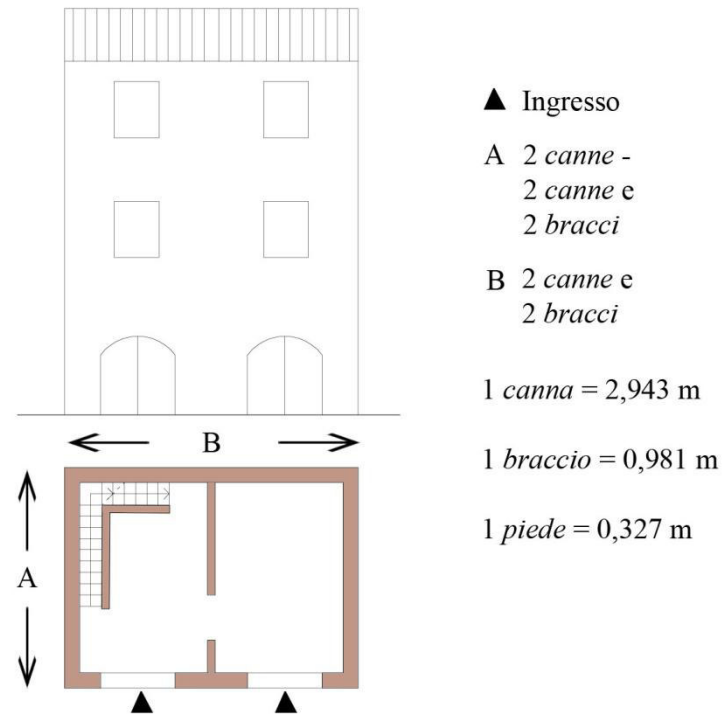 ▲ Ingresso
A 2 canne -
2 canne e
2 bracci
B 2 canne e
2 bracci
1 canna = 2,943 m
1 braccio = 0,981 m
1 piede = 0,327 m
B
A